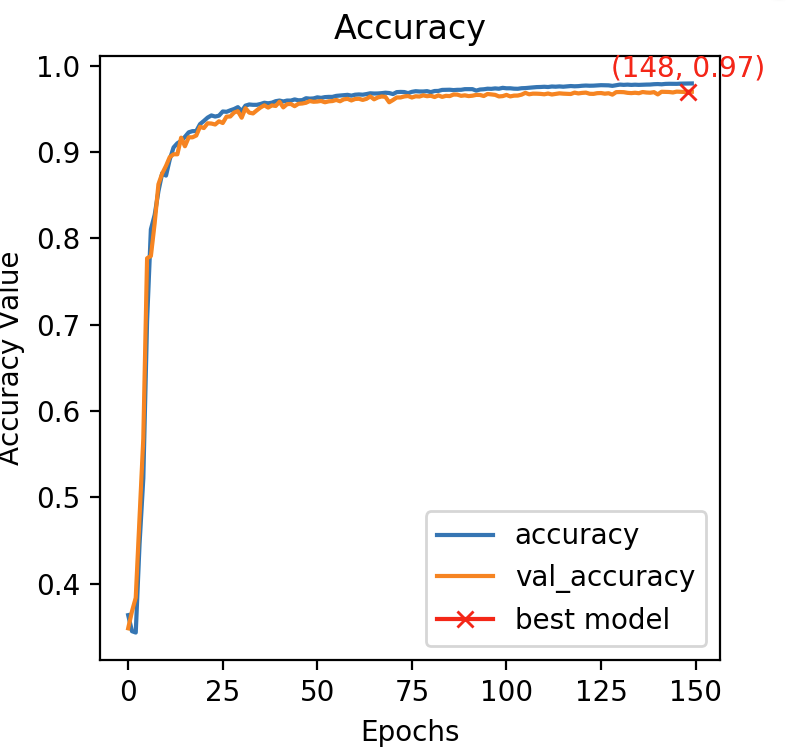 Accuracy
(148, 0.97)
1.0
0.9
0.8
0.7
0.6
0.5
0.4
Accuracy Value
accuracy
val_accuracy
best model
0 25 50 75 100 125 150
Epochs